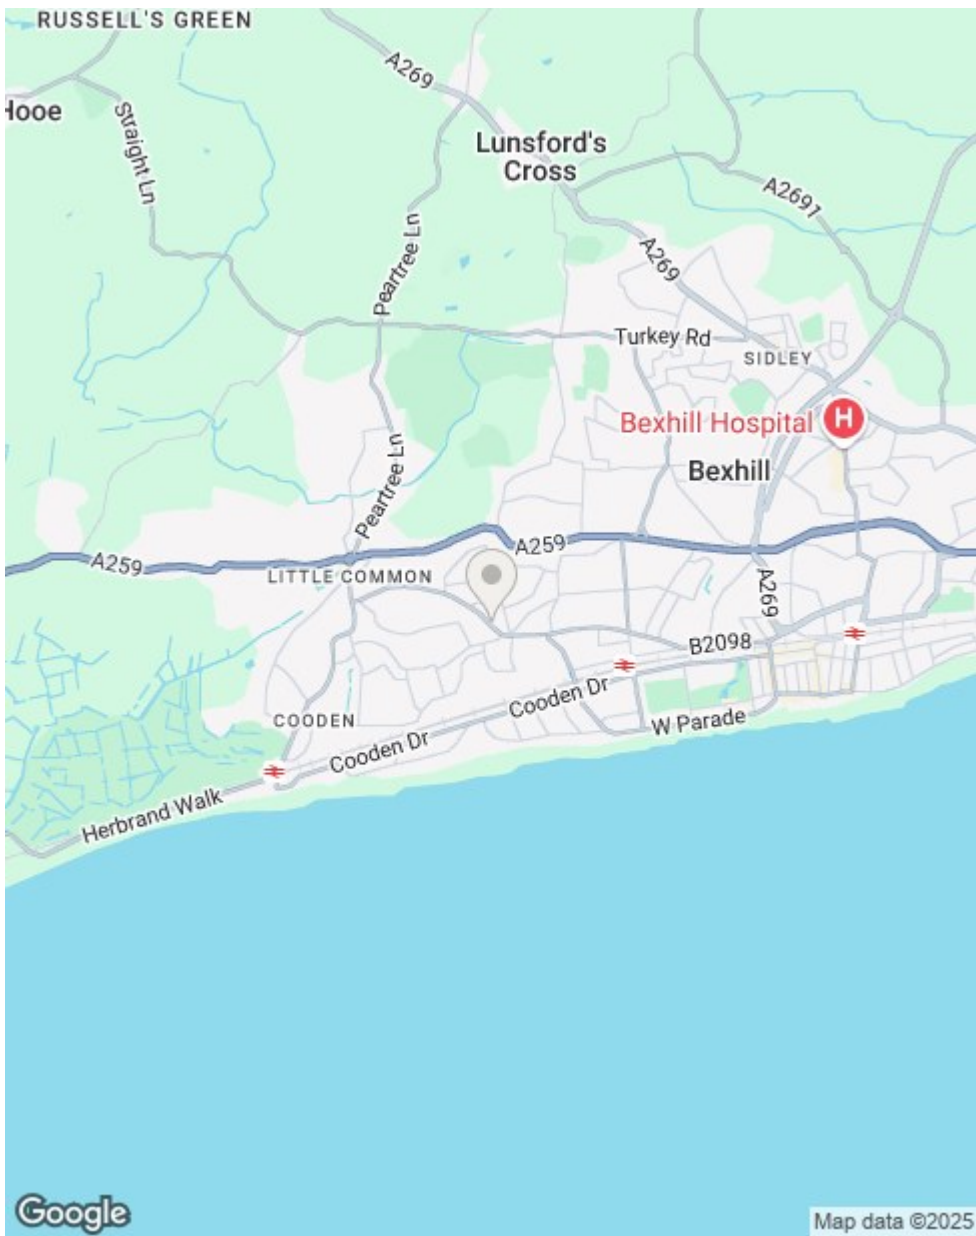 RUSSELL'S GREEN
A269
Hooe
Straight Ln
Lunsford's
Cross
A2691
Peartree Ln
A269
Turkey Rd
SIDLEY
Bexhill Hospital
H
Bexhill
Peartree Ln
A259
A259
LITTLE COMMON
A269
B2098
Cooden Dr
COODEN
W Parade
Cooden Dr
Herbrand Walk
Google
Map data ©2025